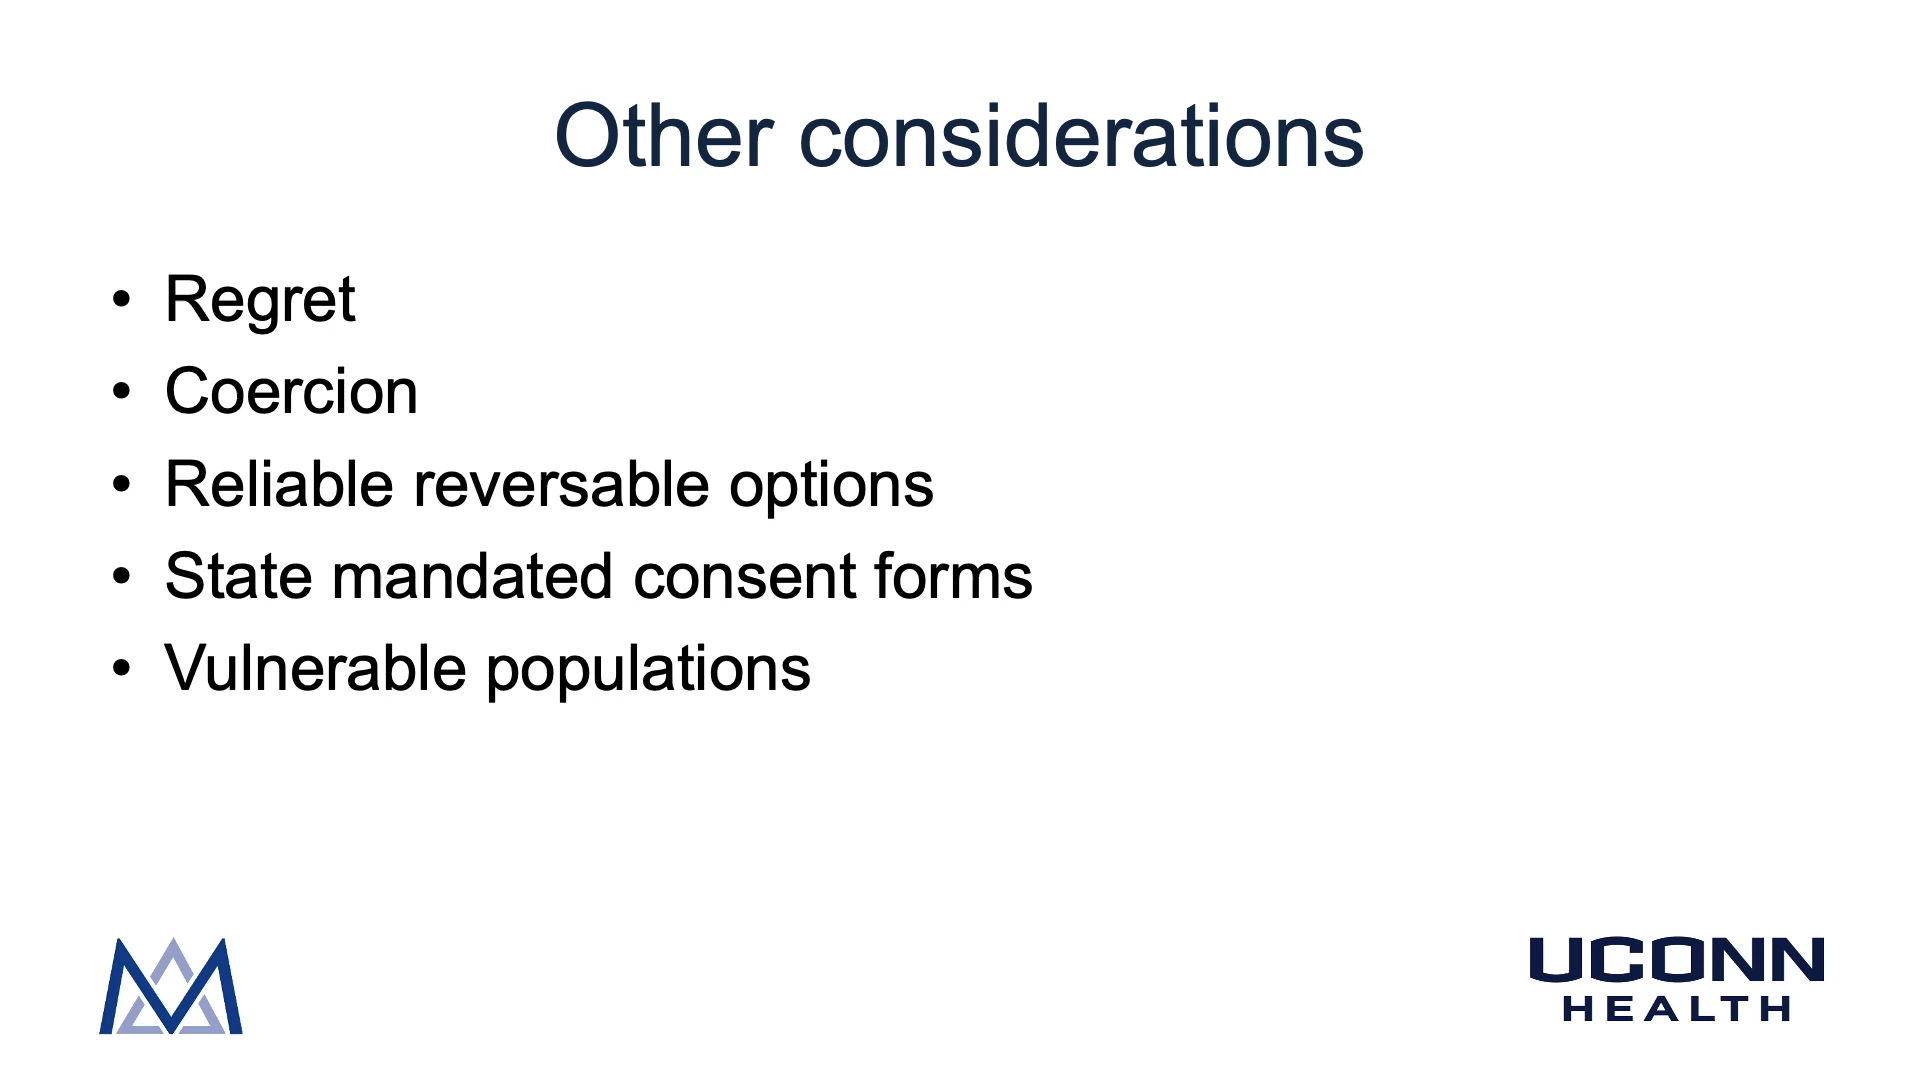 Other considerations
• Regret
• Coercion
• Reliable reversable options
• State mandated consent forms
• Vulnerable populations
UCONN
HEALTH